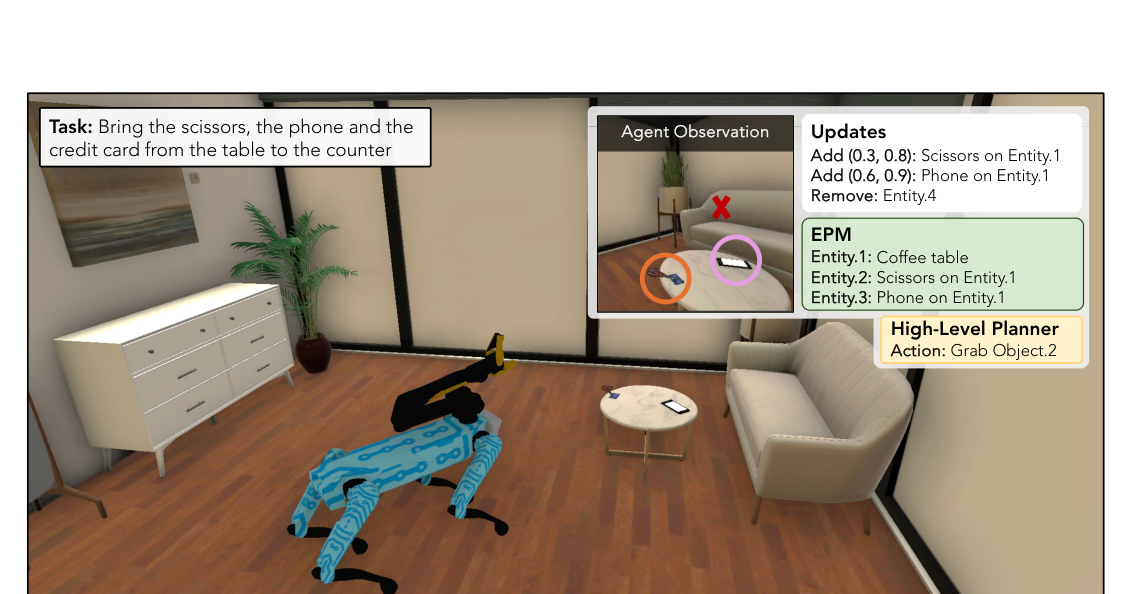 Task: Bring the scissors, the phone and the
credit card from the table to the counter
Agent Observation
Updates
Add (0.3, 0.8): Scissors on Entity.1
Add (0.6, 0.9): Phone on Entity.1
Remove: Entity.4
EPM
Entity.1: Coffee table
Entity.2: Scissors on Entity.1
Entity.3: Phone on Entity.1
High-Level Planner
Action: Grab Object.2